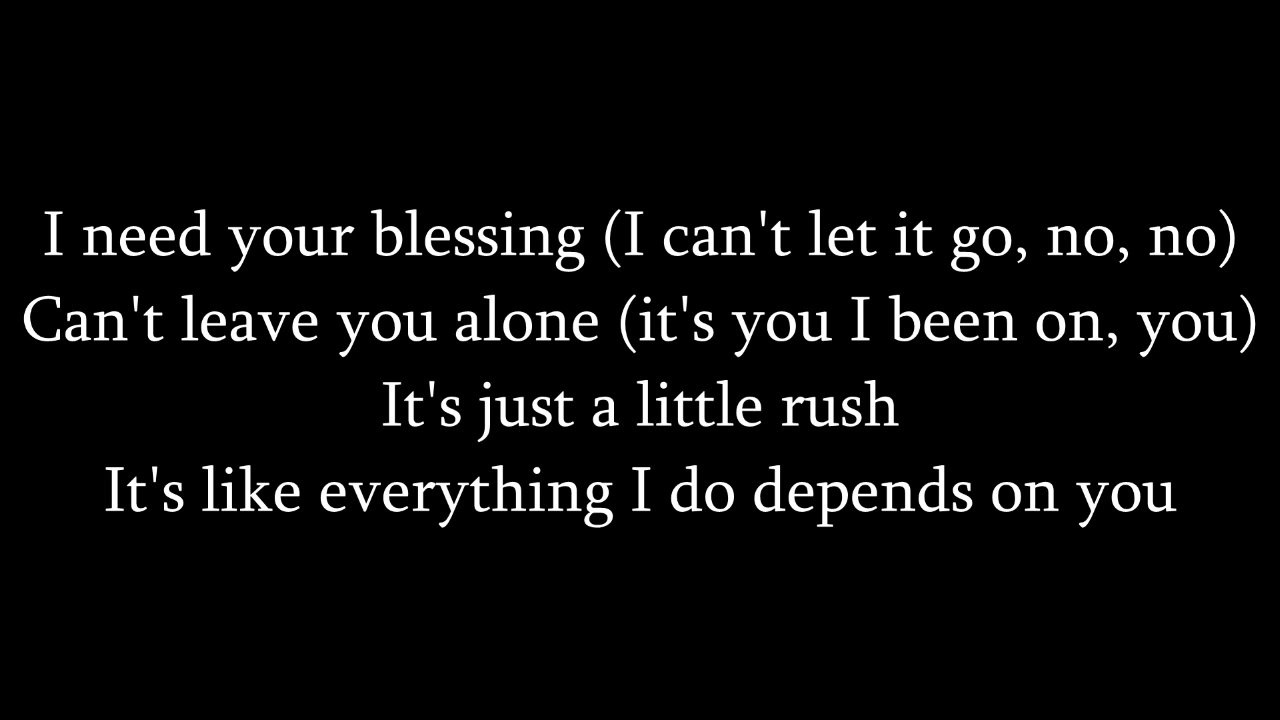 I need your blessing (I can't let it go, no, no)
Can't leave you alone (it's you I been on, you)
It's just a little rush
It's like everything I do depends on you